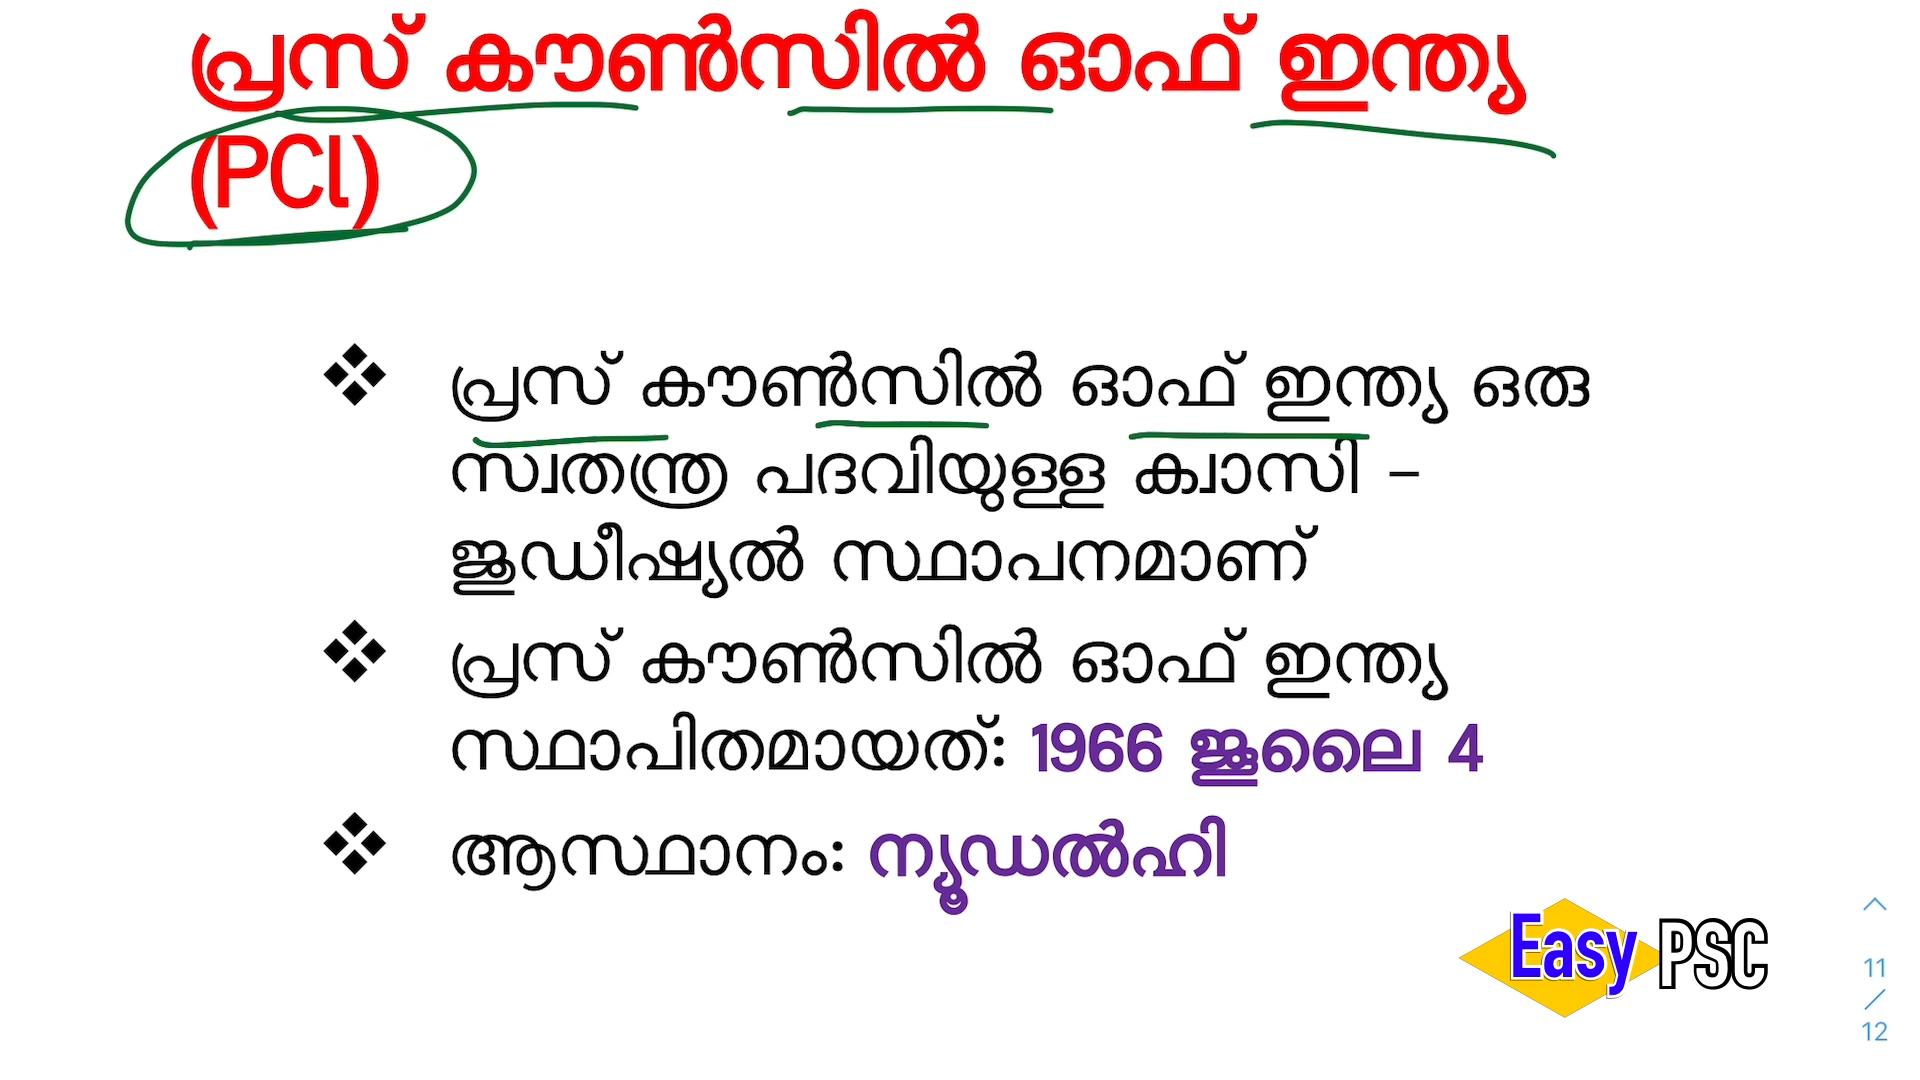 പ്രസ് കൗൺസിൽ ഓഫ് ഇന്ത്യ
(PCl)
❖ പ്രസ് കൗൺസിൽ ഓഫ് ഇന്ത്യ ഒരു
സ്വതന്ത്ര പദവിയുള്ള ക്വാസി –
ജുഡീഷ്യൽ സ്ഥാപനമാണ്
❖ പ്രസ് കൗൺസിൽ ഓഫ് ഇന്ത്യ
സ്ഥാപിതമായത്: 1966 ജൂലൈ 4
❖ ആസ്ഥാനം: ന്യൂഡൽഹി
Easy PSC
11
/
12